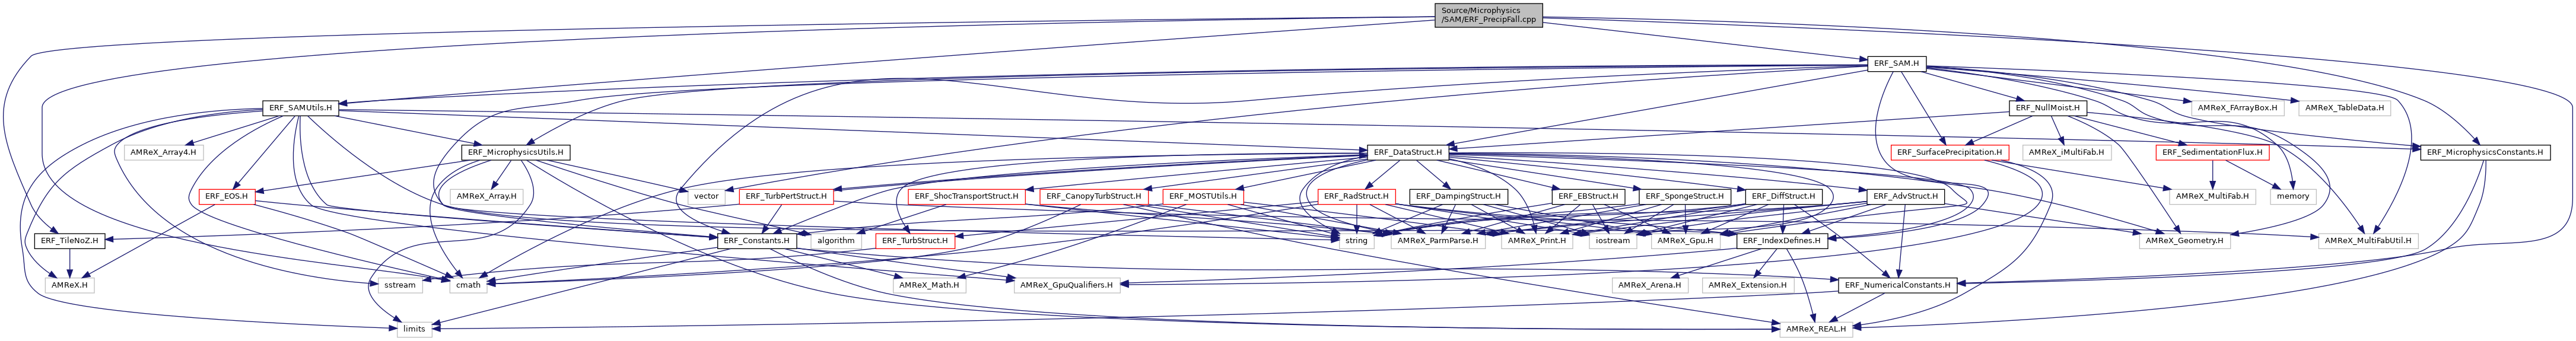 Source/Microphysics
/SAM/ERF_PrecipFall.cpp
ERF_SAM.H
ERF_SAMUtils.H
AMReX_FArrayBox.H
AMReX_TableData.H
ERF_NullMoist.H
AMReX_Array4.H
ERF_MicrophysicsUtils.H
ERF_DataStruct.H
ERF_SurfacePrecipitation.H
AMReX_iMultiFab.H
ERF_SedimentationFlux.H
ERF_MicrophysicsConstants.H
ERF_EOS.H
AMReX_Array.H
vector
ERF_TurbPertStruct.H
ERF_ShocTransportStruct.H
ERF_CanopyTurbStruct.H
ERF_MOSTUtils.H
ERF_RadStruct.H
ERF_DampingStruct.H
ERF_EBStruct.H
ERF_SpongeStruct.H
ERF_DiffStruct.H
ERF_AdvStruct.H
AMReX_MultiFab.H
memory
ERF_TileNoZ.H
ERF_Constants.H
algorithm
ERF_TurbStruct.H
string
AMReX_ParmParse.H
AMReX_Print.H
iostream
AMReX_Gpu.H
ERF_IndexDefines.H
AMReX_Geometry.H
AMReX_MultiFabUtil.H
AMReX.H
sstream
cmath
AMReX_Math.H
AMReX_GpuQualifiers.H
AMReX_Arena.H
AMReX_Extension.H
ERF_NumericalConstants.H
limits
AMReX_REAL.H